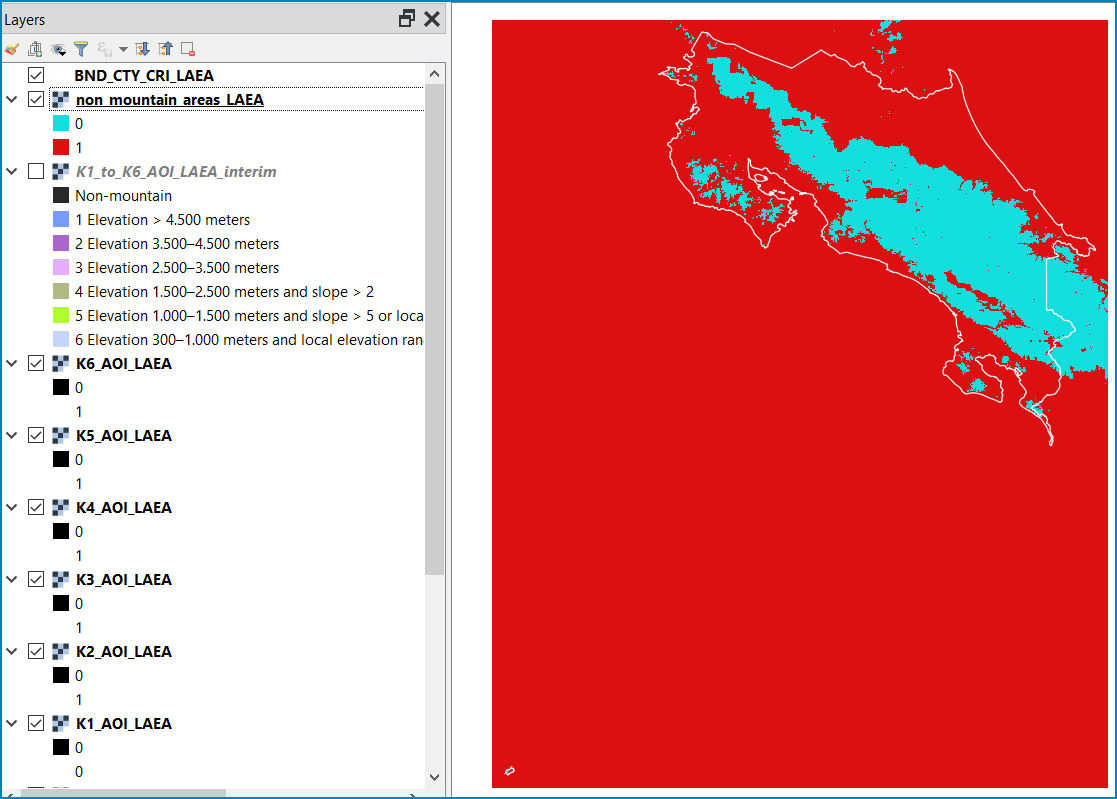 Layers
BND_CTY_CRI_LAEA
non_mountain_areas_LAEA
0
1
K1_to_K6_AOI_LAEA_interim
Non-mountain
1 Elevation > 4.500 meters
2 Elevation 3.500–4.500 meters
3 Elevation 2.500–3.500 meters
4 Elevation 1.500–2.500 meters and slope > 2
5 Elevation 1.000–1.500 meters and slope > 5 or loca
6 Elevation 300–1.000 meters and local elevation ran
K6_AOI_LAEA
0
1
K5_AOI_LAEA
0
1
K4_AOI_LAEA
0
1
K3_AOI_LAEA
0
1
K2_AOI_LAEA
0
1
K1_AOI_LAEA
0
0